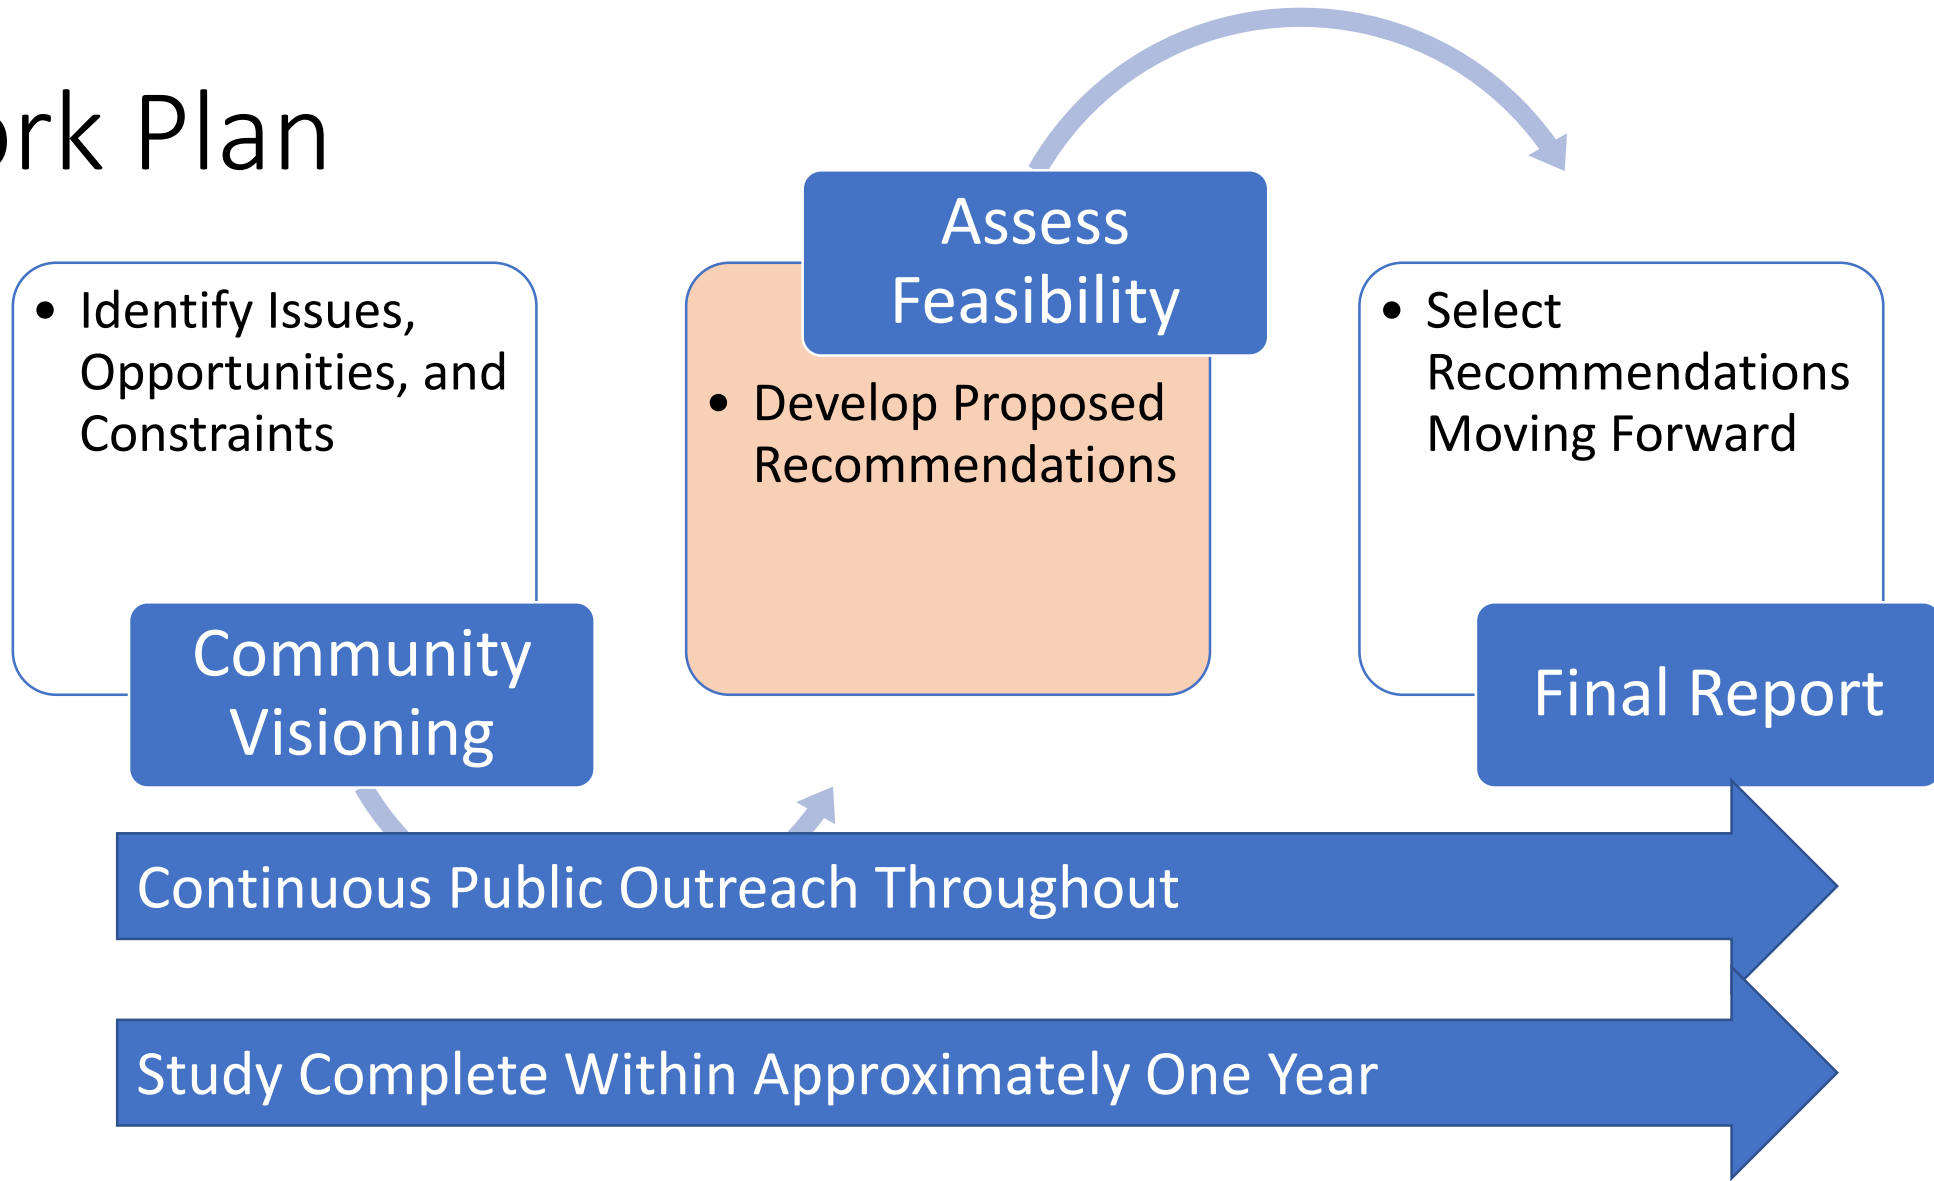 ork Plan
• Identify Issues,
Opportunities, and
Constraints
Community
Visioning
Assess
Feasibility
• Develop Proposed
Recommendations
• Select
Recommendations
Moving Forward
Final Report
Continuous Public Outreach Throughout
Study Complete Within Approximately One Year